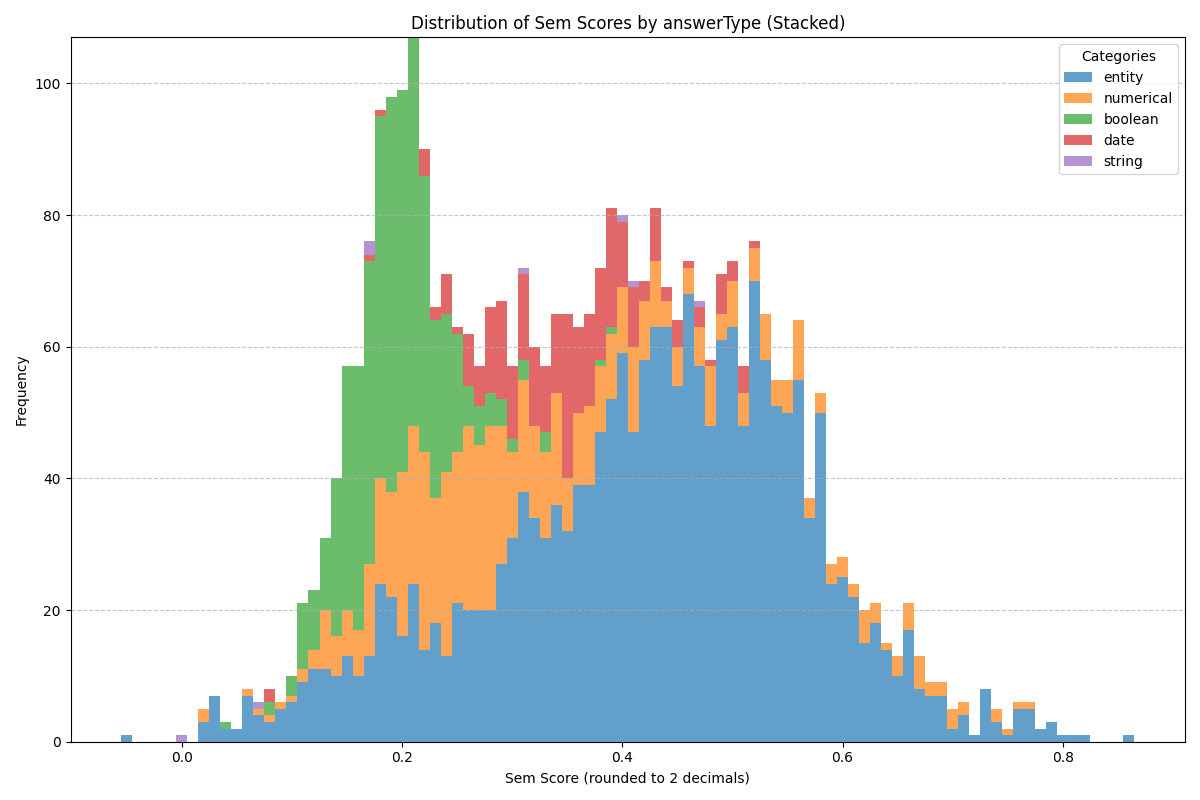 Distribution of Sem Scores by answerType (Stacked)
Categories
entity
numerical
boolean
date
string
Frequency
100
80
60
40
20
0
0.0 0.2 0.4 0.6 0.8
Sem Score (rounded to 2 decimals)